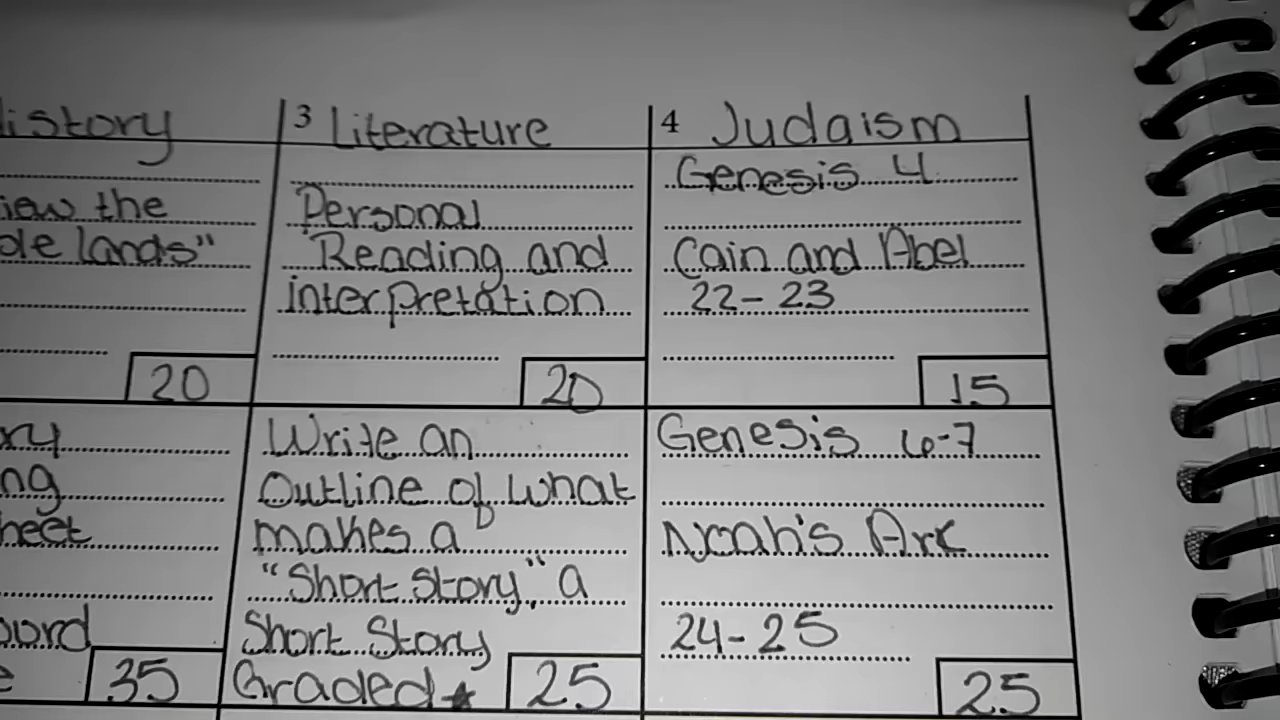 istory
3 Literature
4 Judaism
iew the
de lands"
20
Personal
Reading and
interpretation
20
Genesis 4
Cain and Abel
22-23
15
ry
ng
heet
ord
e
35
Write an
Outline of what
makes a
"Short Story," a
Short Story
Graded★
25
Genesis 6-7
Noah's Ark
24-25
25